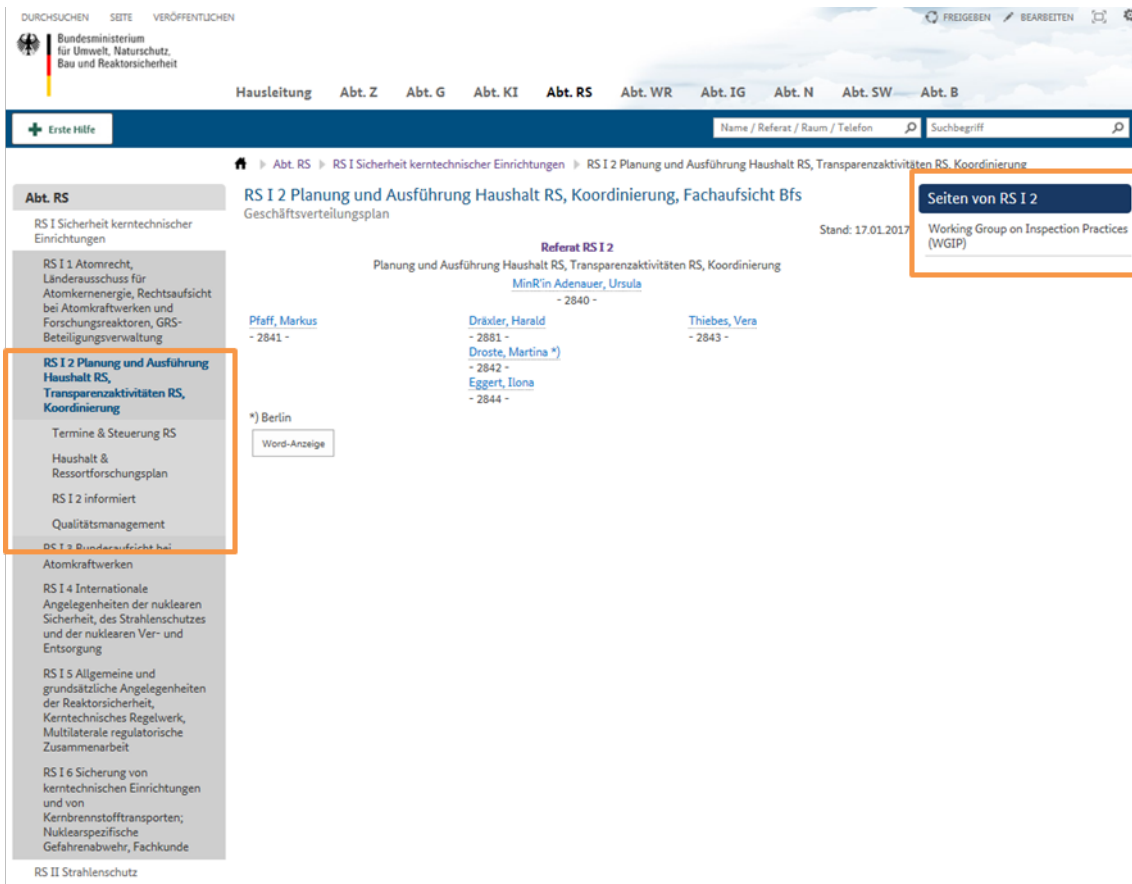 DURCHSUCHEN SEITE VERÖFFENTLICHEN
FREIGEBEN BEARBEITEN
Bundesministerium
für Umwelt, Naturschutz,
Bau und Reaktorsicherheit
Hausleitung Abt. Z Abt. G Abt. KI Abt. RS Abt. WR Abt. IG Abt. N Abt. SW Abt. B
Erste Hilfe
Name / Referat / Raum / Telefon
Suchbegriff
Abt. RS RS I Sicherheit kerntechnischer Einrichtungen RS I 2 Planung und Ausführung Haushalt RS, Transparenzaktivitäten RS, Koordinierung
Abt. RS
RS I Sicherheit kerntechnischer
Einrichtungen
RS I 1 Atomrecht,
Länderausschuss für
Atomkernenergie, Rechtsaufsicht
bei Atomkraftwerken und
Forschungsreaktoren, GRS-
Beteiligungsverwaltung
RS I 2 Planung und Ausführung
Haushalt RS,
Transparenzaktivitäten RS,
Koordinierung
Termine & Steuerung RS
Haushalt &
Ressortforschungsplan
RS I 2 informiert
Qualitätsmanagement
RS I 3 Bundesaufsicht bei
Atomkraftwerken
RS I 4 Internationale
Angelegenheiten der nuklearen
Sicherheit, des Strahlenschutzes
und der nuklearen Ver- und
Entsorgung
RS I 5 Allgemeine und
grundsätzliche Angelegenheiten
der Reaktorsicherheit,
Kerntechnisches Regelwerk,
Multilaterale regulatorische
Zusammenarbeit
RS I 6 Sicherung von
kerntechnischen Einrichtungen
und von
Kernbrennstofftransporten;
Nuklearspezifische
Gefahrenabwehr, Fachkunde
RS II Strahlenschutz
RS I 2 Planung und Ausführung Haushalt RS, Koordinierung, Fachaufsicht Bfs
Geschäftsverteilungsplan
Stand: 17.01.2017
Referat RS I 2
Planung und Ausführung Haushalt RS, Transparenzaktivitäten RS, Koordinierung
MinR'in Adenauer, Ursula
- 2840 -
Pfaff, Markus
- 2841 -
Dräxler, Harald
- 2881 -
Droste, Martina *)
- 2842 -
Eggert, Ilona
- 2844 -
Thiebes, Vera
- 2843 -
*) Berlin
Word-Anzeige
Seiten von RS I 2
Working Group on Inspection Practices
(WGIP)